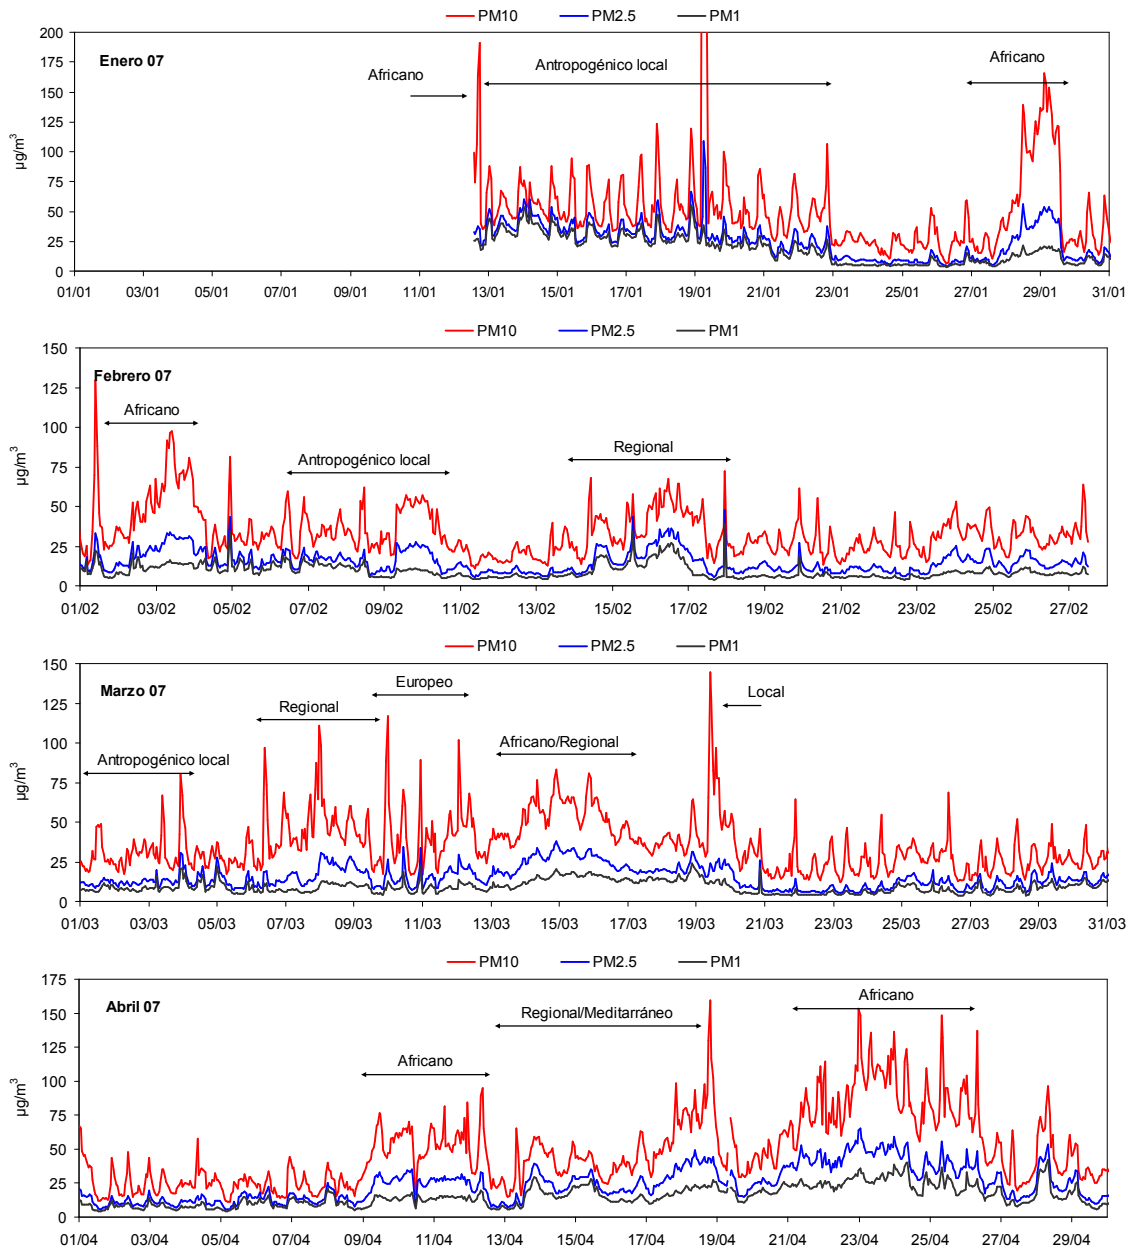 PM10 PM2.5 PM1
200
175
150
125
100
75
50
25
0
µg/m³
Enero 07
Africano
Antropogénico local
Africano
01/01 03/01 05/01 07/01 09/01 11/01 13/01 15/01 17/01 19/01 21/01 23/01 25/01 27/01 29/01 31/01
PM10 PM2.5 PM1
150
125
100
75
50
25
0
µg/m³
Febrero 07
Africano
Antropogénico local
Regional
01/02 03/02 05/02 07/02 09/02 11/02 13/02 15/02 17/02 19/02 21/02 23/02 25/02 27/02
PM10 PM2.5 PM1
150
125
100
75
50
25
0
µg/m³
Marzo 07
Antropogénico local
Regional
Europeo
Africano/Regional
Local
01/03 03/03 05/03 07/03 09/03 11/03 13/03 15/03 17/03 19/03 21/03 23/03 25/03 27/03 29/03 31/03
PM10 PM2.5 PM1
175
150
125
100
75
50
25
0
µg/m³
Abril 07
Africano
Regional/Meditarráneo
Africano
01/04 03/04 05/04 07/04 09/04 11/04 13/04 15/04 17/04 19/04 21/04 23/04 25/04 27/04 29/04